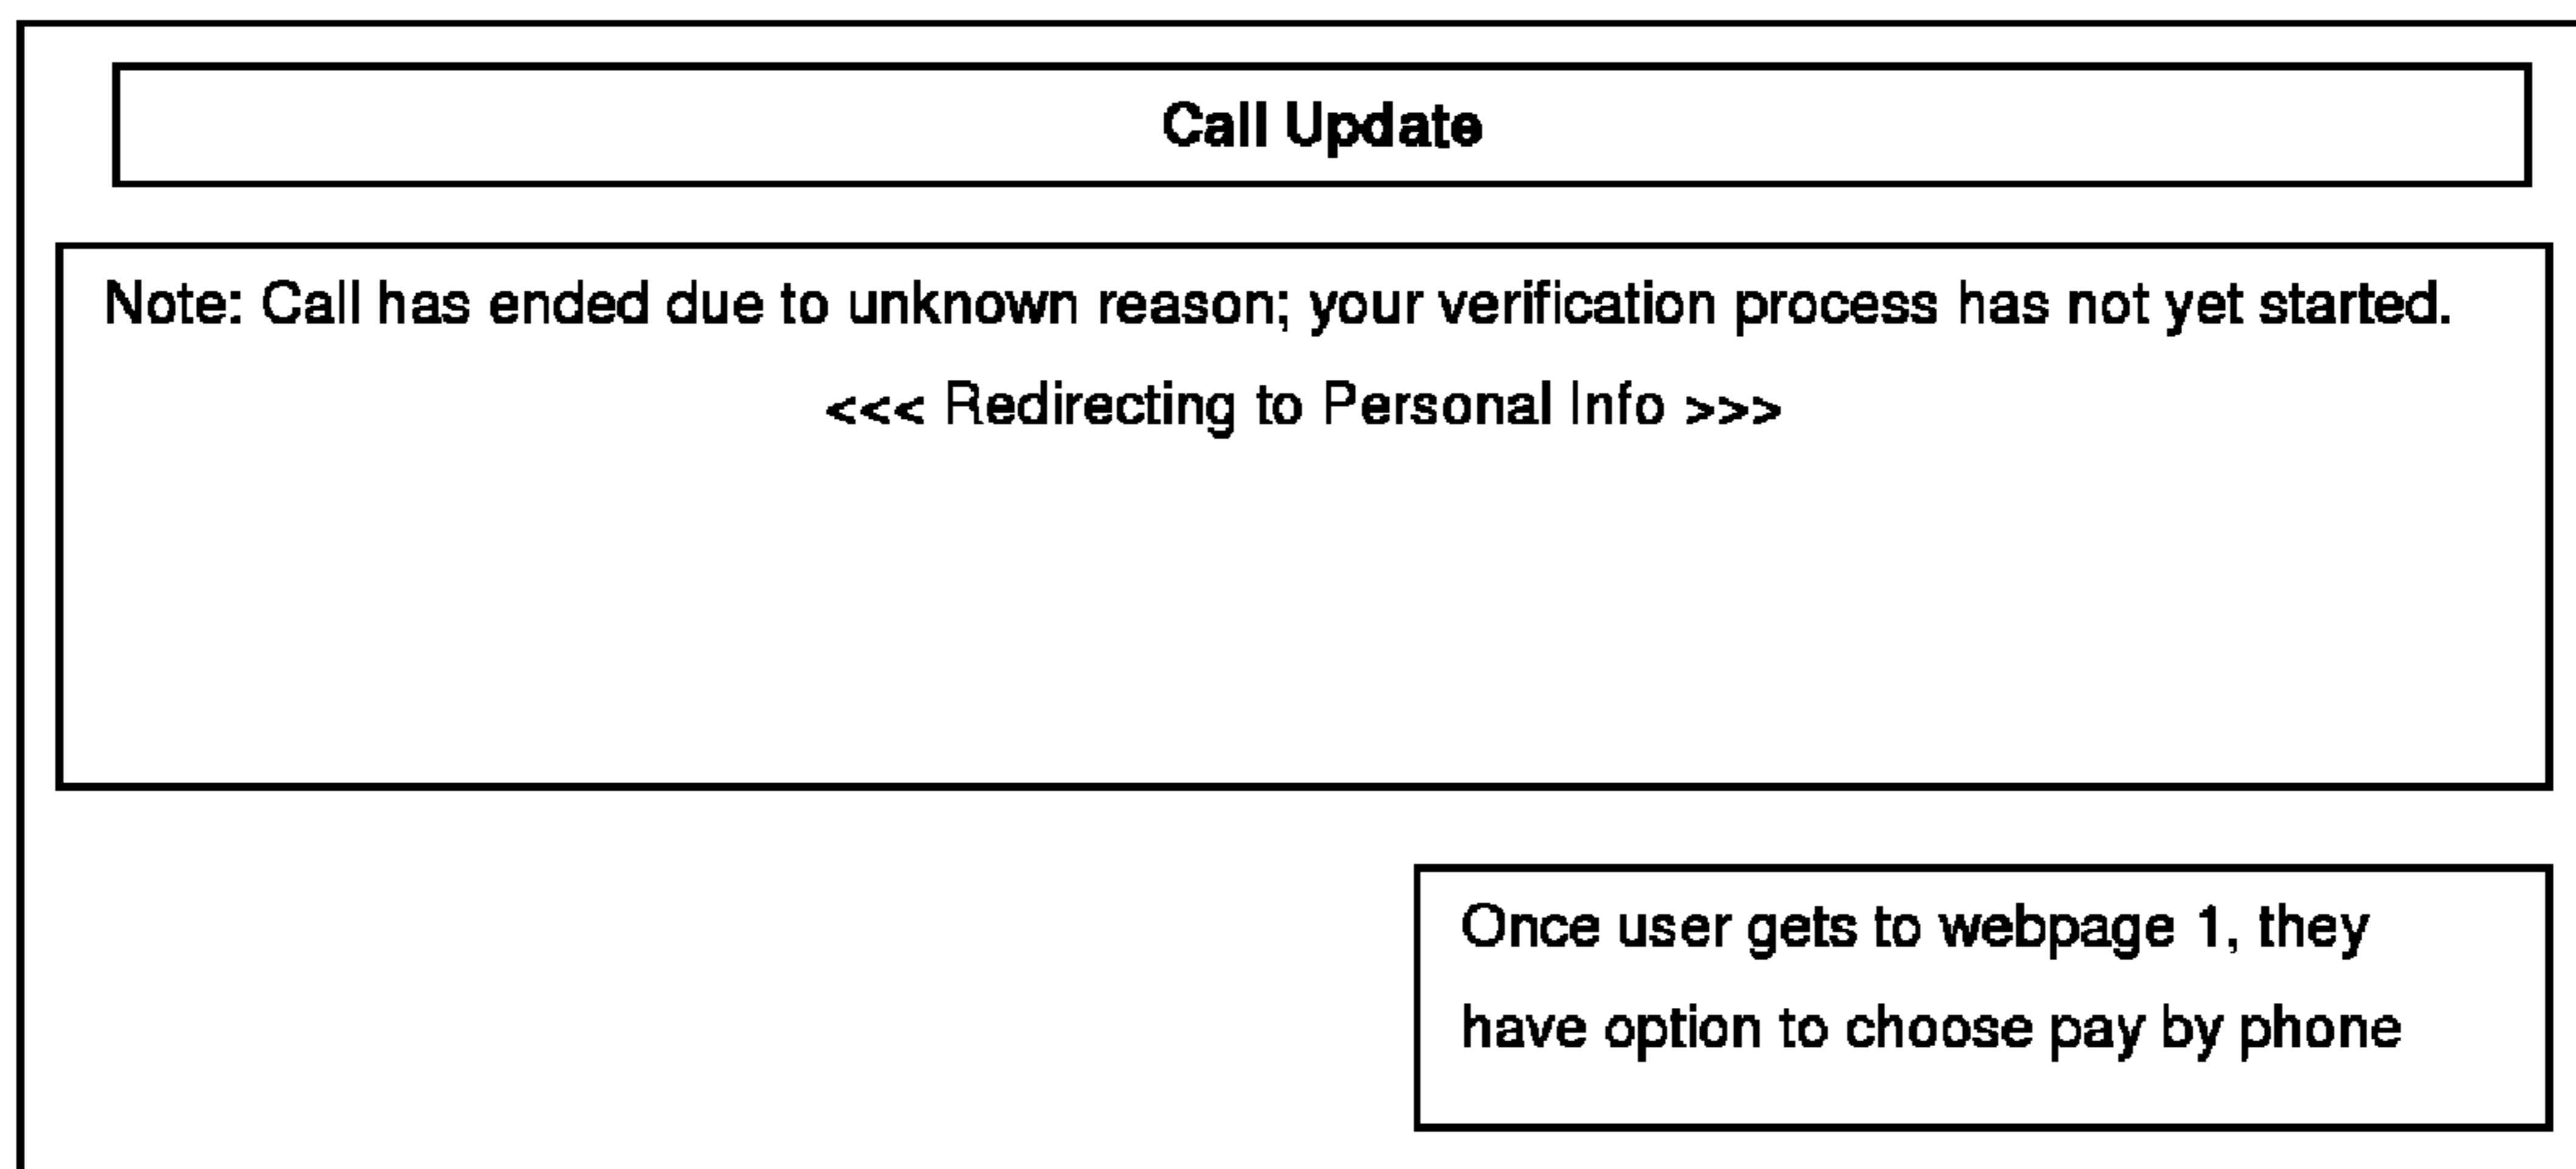 Call Update
Note: Call has ended due to unknown reason; your verification process has not yet started.
<<< Redirecting to Personal Info >>>
Once user gets to webpage 1, they
have option to choose pay by phone